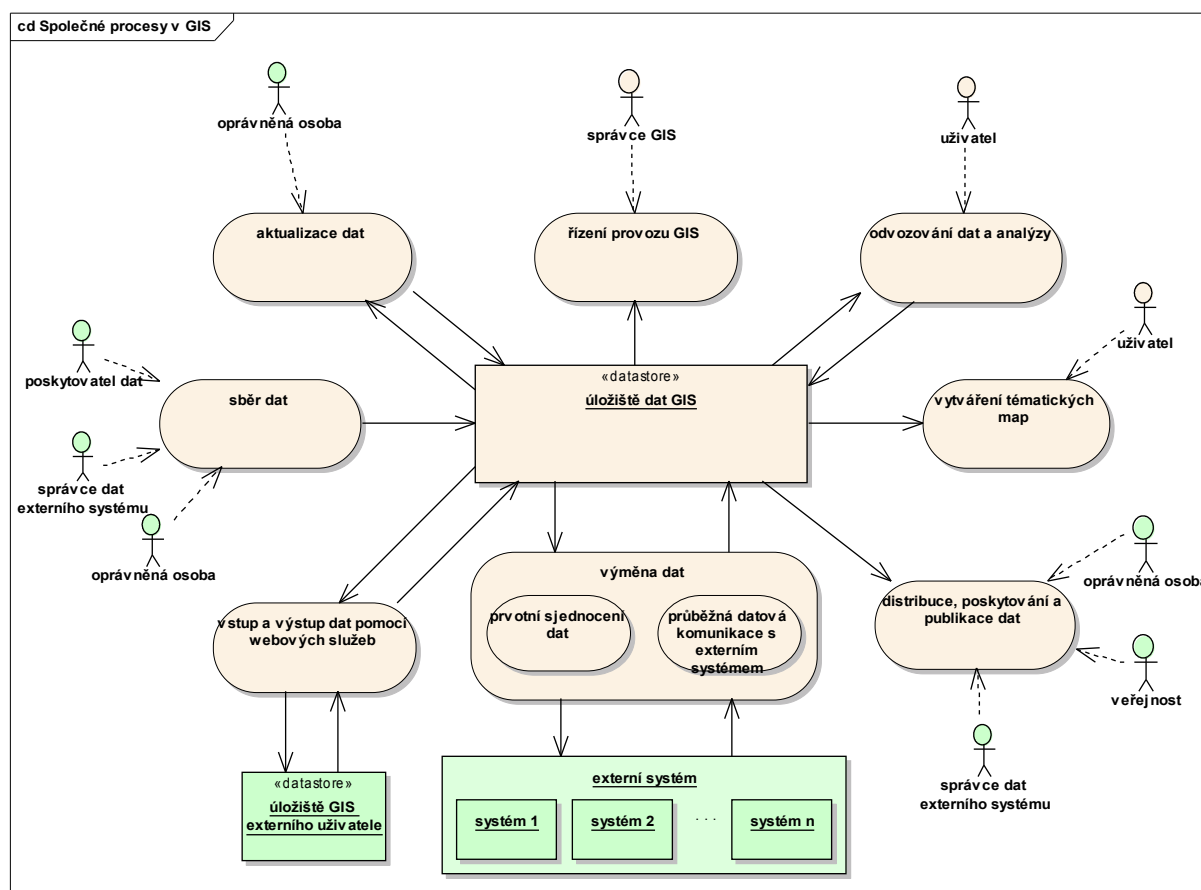 cd Společné procesy v GIS
oprávněná osoba
správce GIS
uživatel
aktualizace dat
řízení provozu GIS
odvozování dat a analýzy
poskytovatel dat
uživatel
«datastore»
úložiště dat GIS
sběr dat
vytváření tématických
map
správce dat
externího systému
oprávněná osoba
oprávněná osoba
výměna dat
prvotní sjednocení
dat
průběžná datová
komunikace s
externím
systémem
vstup a výstup dat pomocí
webových služeb
distribuce, poskytování a
publikace dat
veřejnost
«datastore»
úložiště GIS
externího uživatele
externí systém
systém 1
systém 2
. . .
systém n
správce dat
externího systému